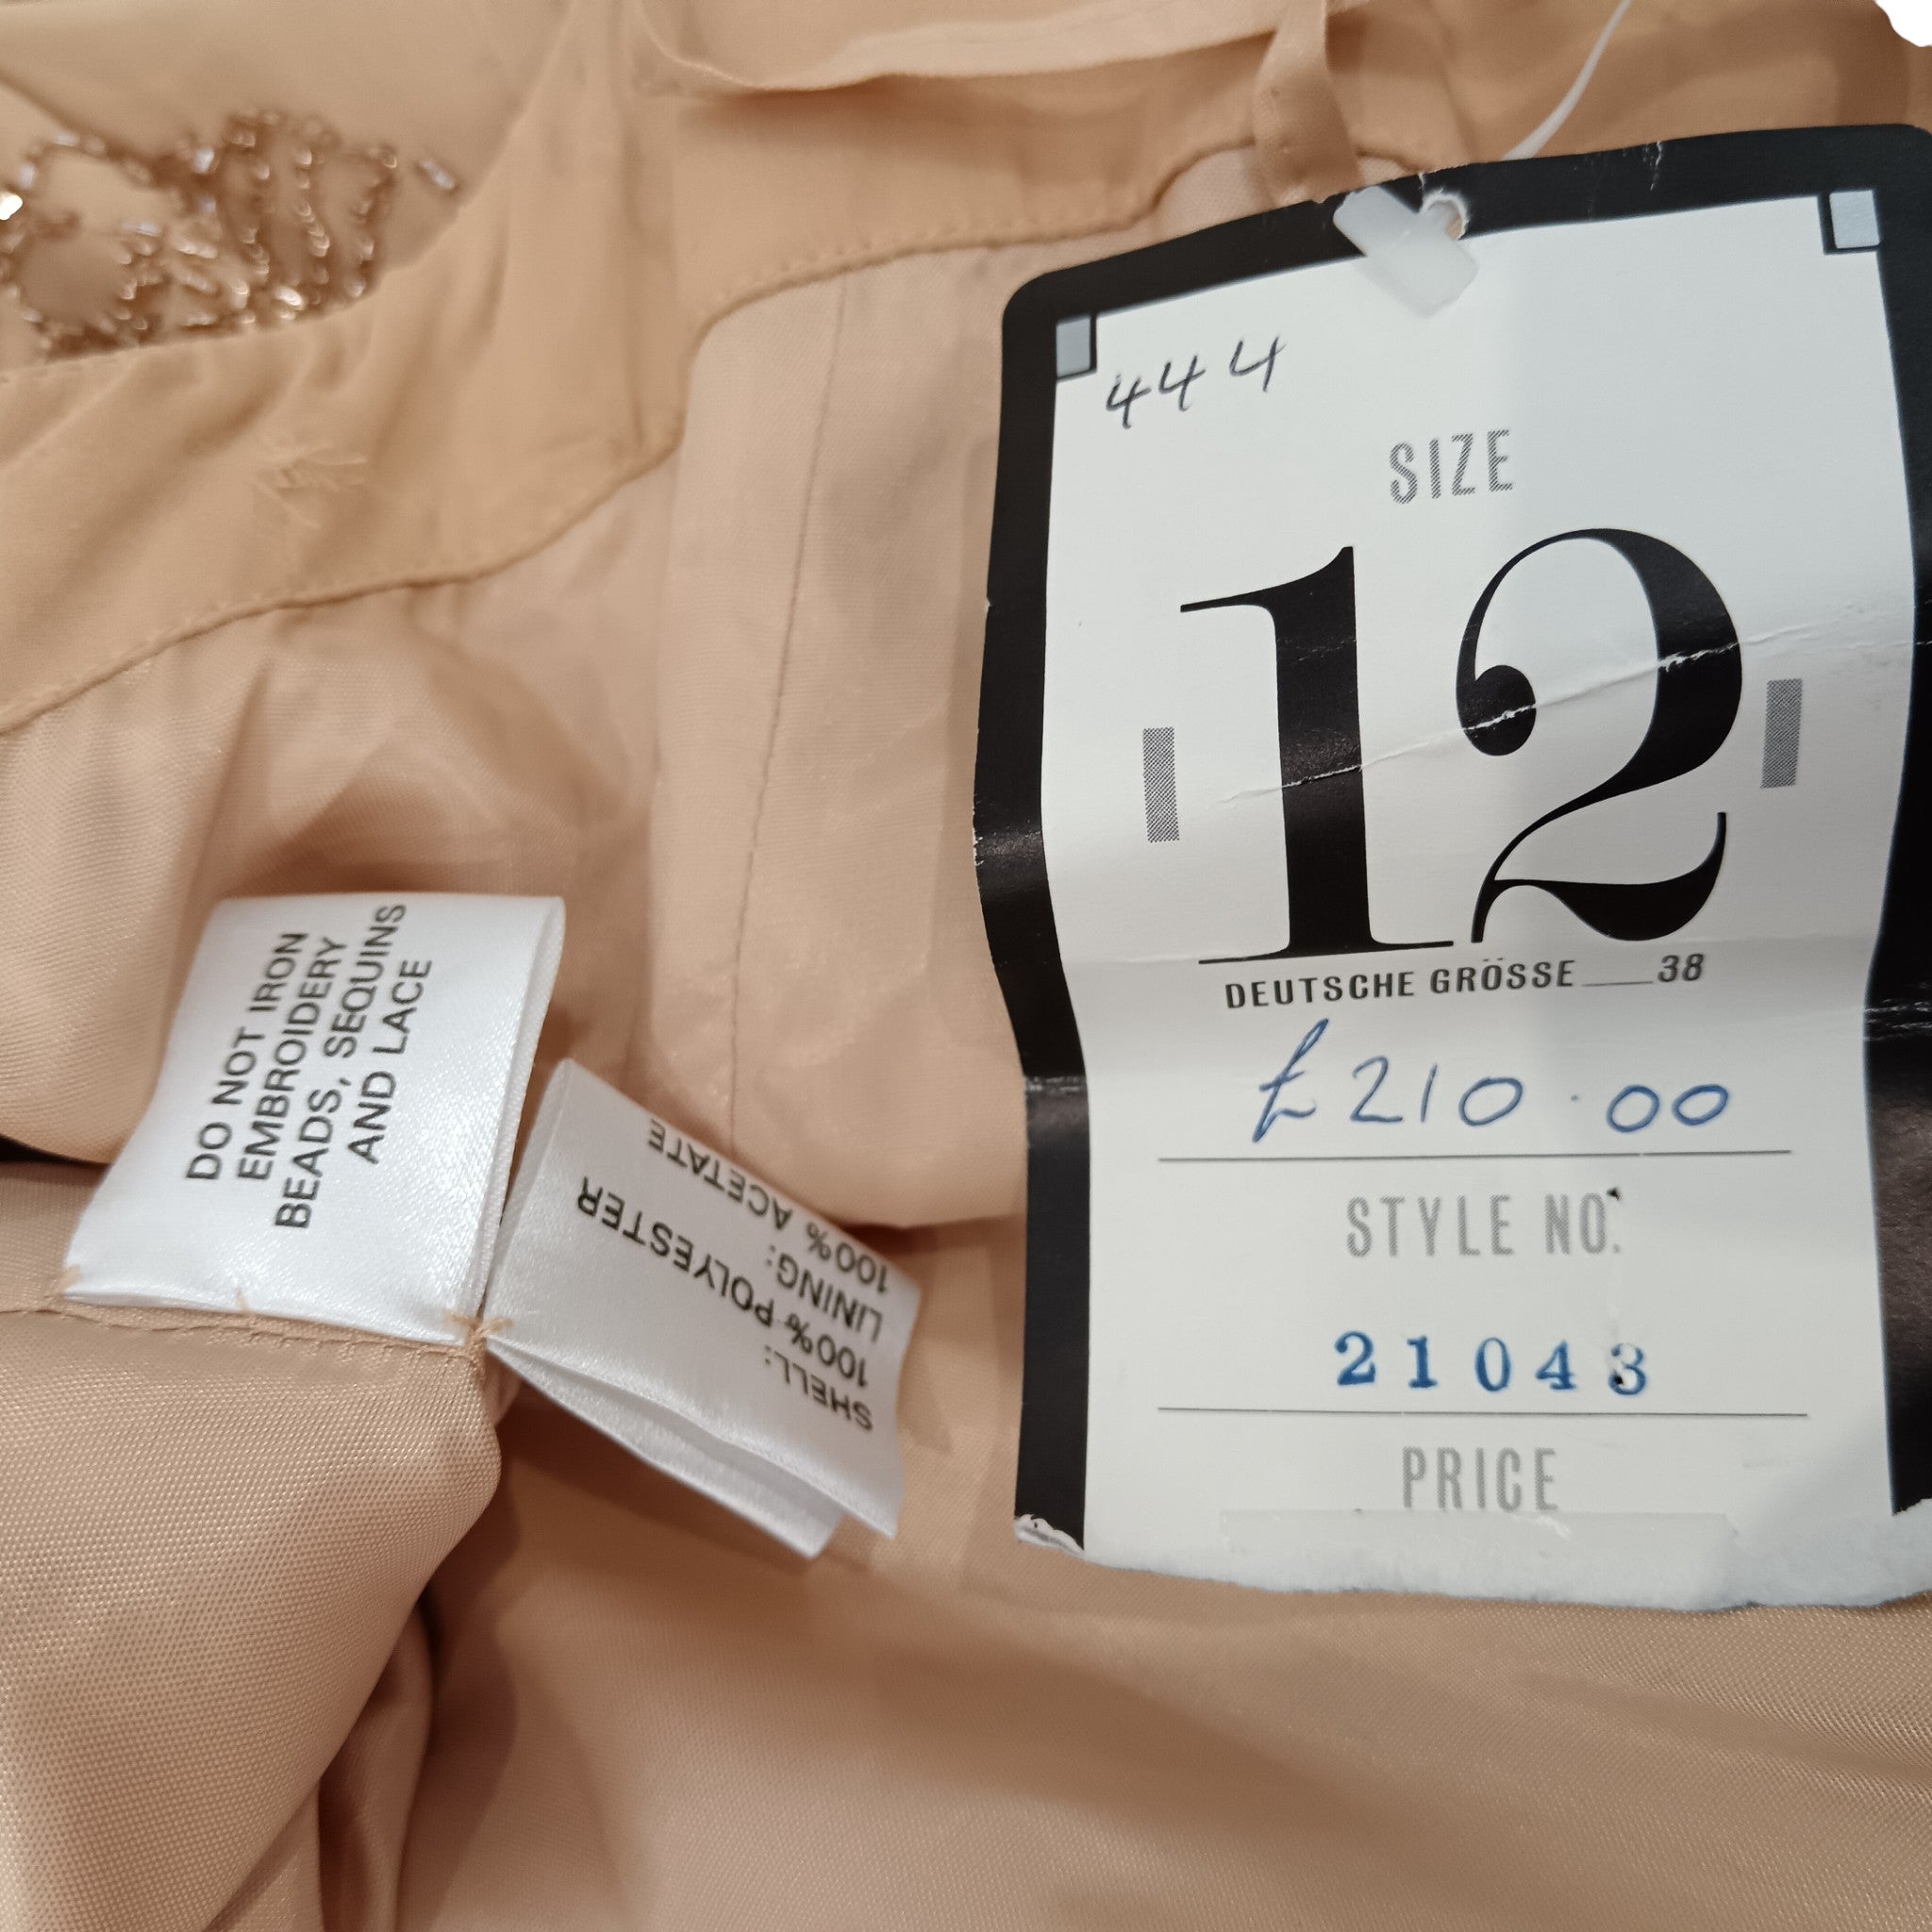 444
SIZE
12
DEUTSCHE GRÖSSE 38
£210.00
STYLE NO.
21043
PRICE
DO NOT IRON
EMBROIDERY
BEADS, SEQUINS
AND LACE
SHELL:
100% POLYESTER
LINING:
100% ACETATE